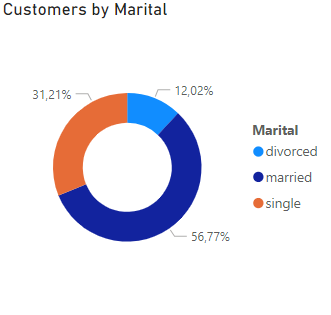 Customers by Marital
31,21%
12,02%
Marital
divorced
married
single
56,77%